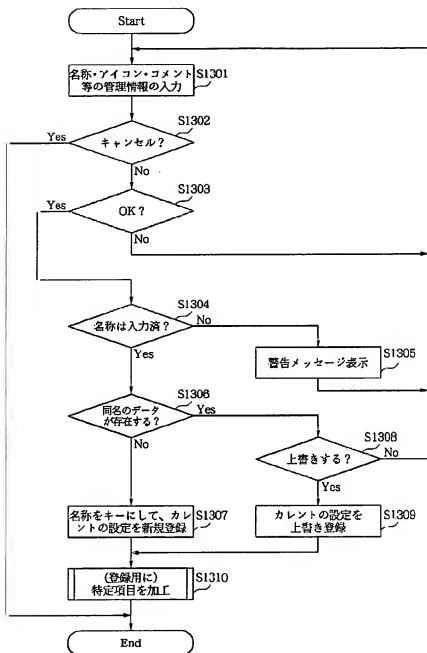 Start
名称・アイコン・コメント
等の管理情報の入力
S1301
S1302
Yes
キャンセル?
No
S1303
Yes
OK?
No
S1304
名称は入力済?
No
Yes
S1305
警告メッセージ表示
S1306
同名のデータ
が存在する?
Yes
No
S1308
上書きする?
No
Yes
S1307
名称をキーにして、カレ
ントの設定を新規登録
S1309
カレントの設定を
上書き登録
(登録用に)
特定項目を加工
S1310
End